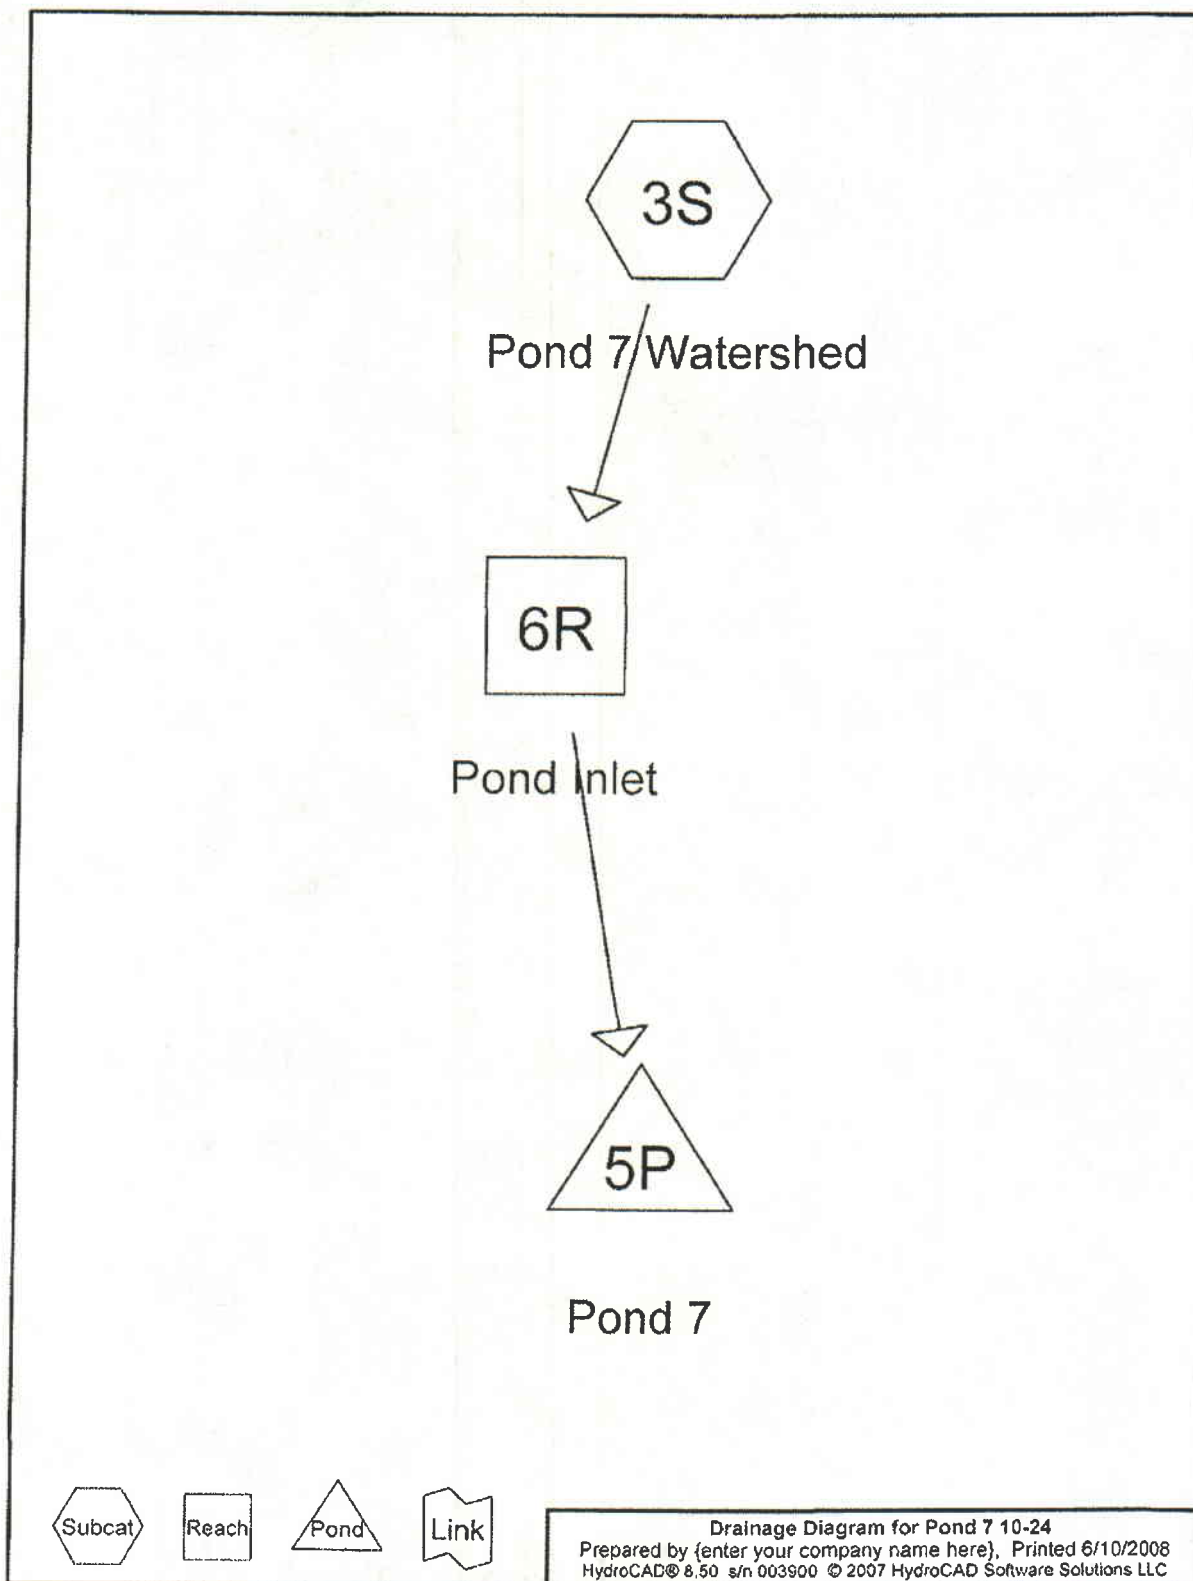 3S
Pond 7 Watershed
6R
Pond Inlet
5P
Pond 7
Subcat
Reach
Pond
Link
Drainage Diagram for Pond 7 10-24
Prepared by {enter your company name here}, Printed 6/10/2008
HydroCAD® 8.50 s/n 003900 © 2007 HydroCAD Software Solutions LLC